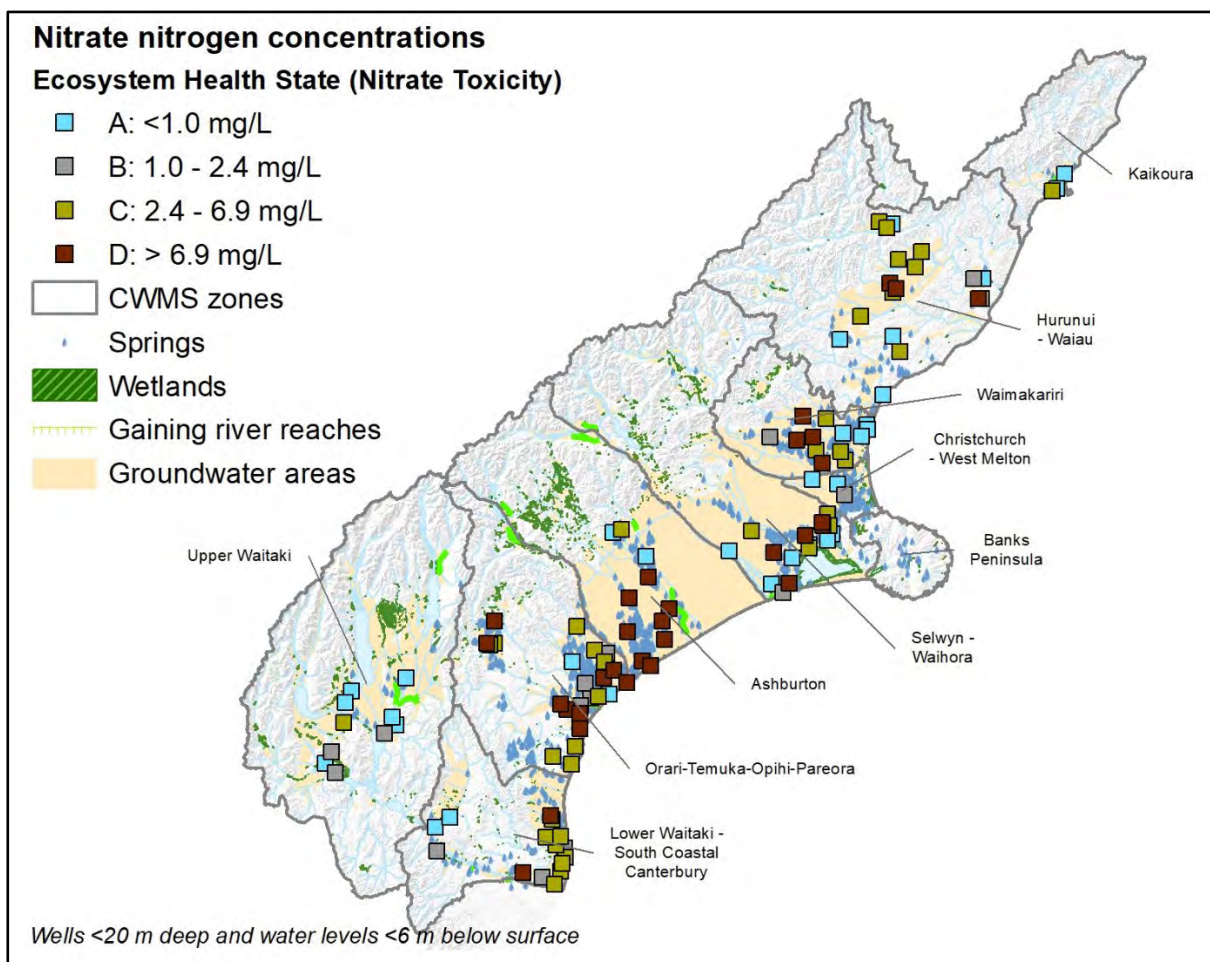 Nitrate nitrogen concentrations
Ecosystem Health State (Nitrate Toxicity)
A: <1.0 mg/L
B: 1.0 - 2.4 mg/L
C: 2.4 - 6.9 mg/L
D: > 6.9 mg/L
CWMS zones
Springs
Wetlands
Gaining river reaches
Groundwater areas
Kaikoura
Hurunui
- Waiau
Waimakariri
Christchurch
- West Melton
Banks
Peninsula
Selwyn -
Waihora
Ashburton
Upper Waitaki
Orari-Temuka-Opihi-Pareora
Lower Waitaki -
South Coastal
Canterbury
Wells <20 m deep and water levels <6 m below surface